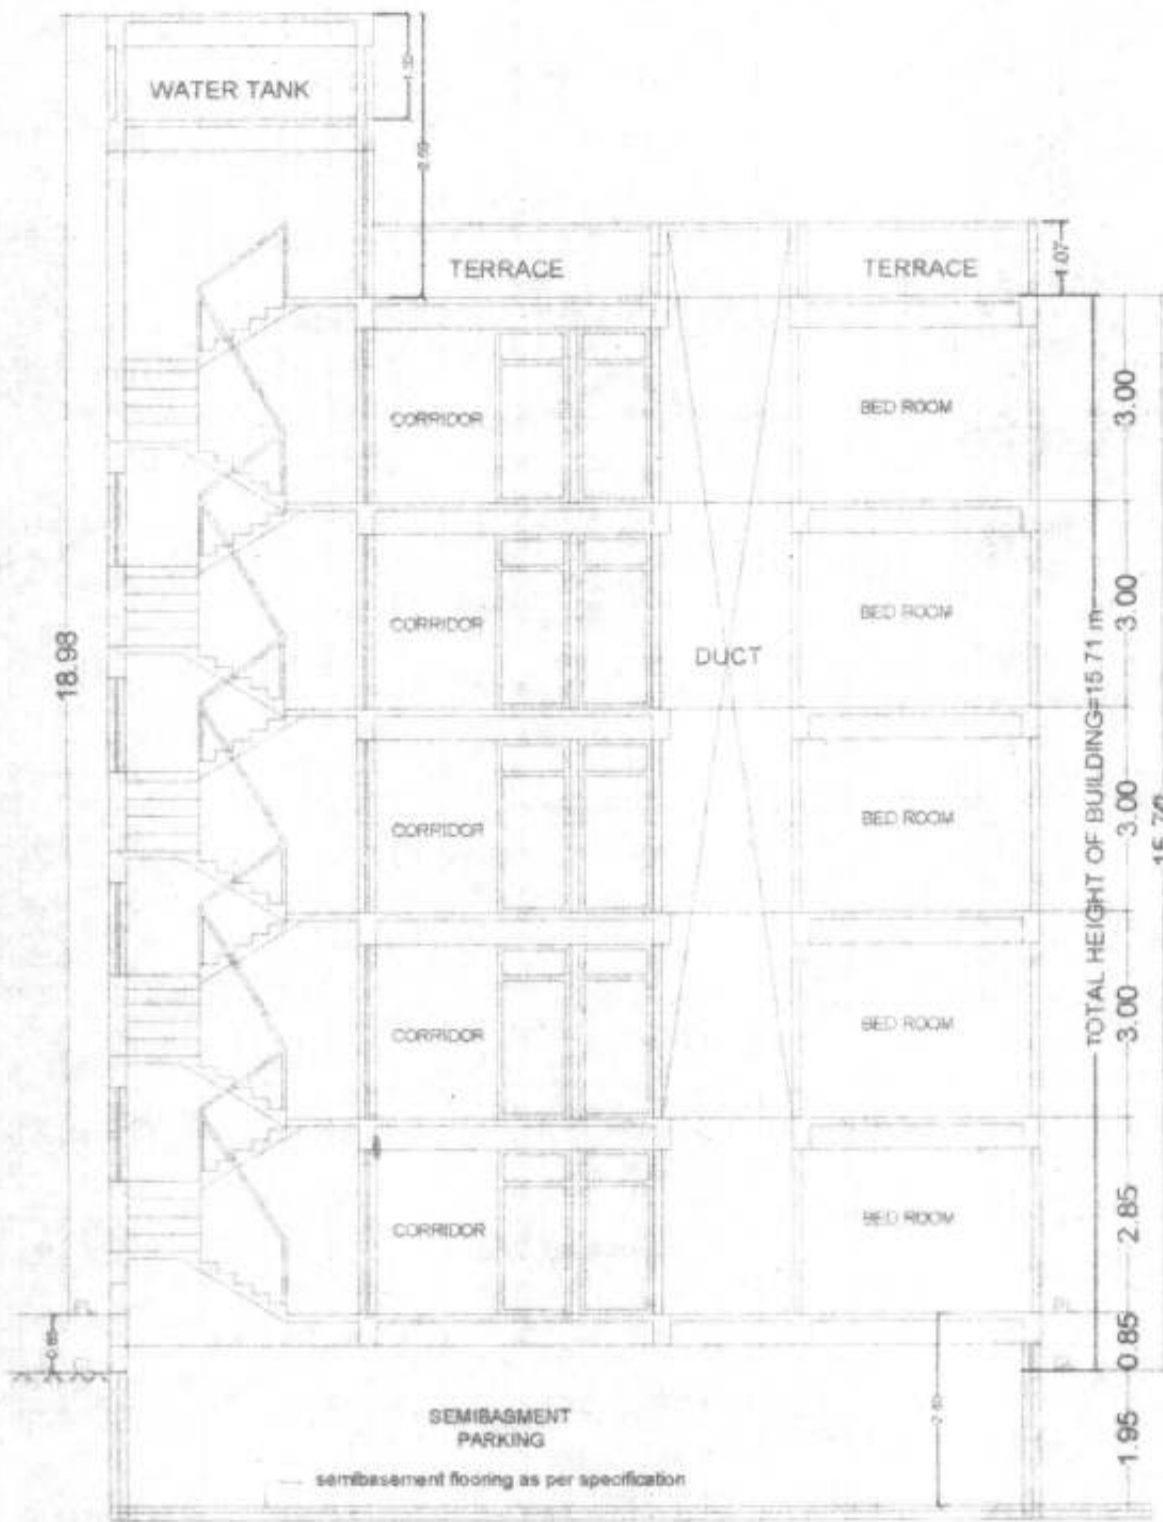 WATER TANK
TERRACE
TERRACE
1.07
CORRIDOR
BED ROOM
3.00
CORRIDOR
BED ROOM
3.00
18.98
DUCT
TOTAL HEIGHT OF BUILDING=15.71 m
CORRIDOR
BED ROOM
3.00
CORRIDOR
BED ROOM
3.00
CORRIDOR
BED ROOM
2.85
0.85
0.85
SEMIBASMENT
PARKING
1.95
semibasement flooring as per specification